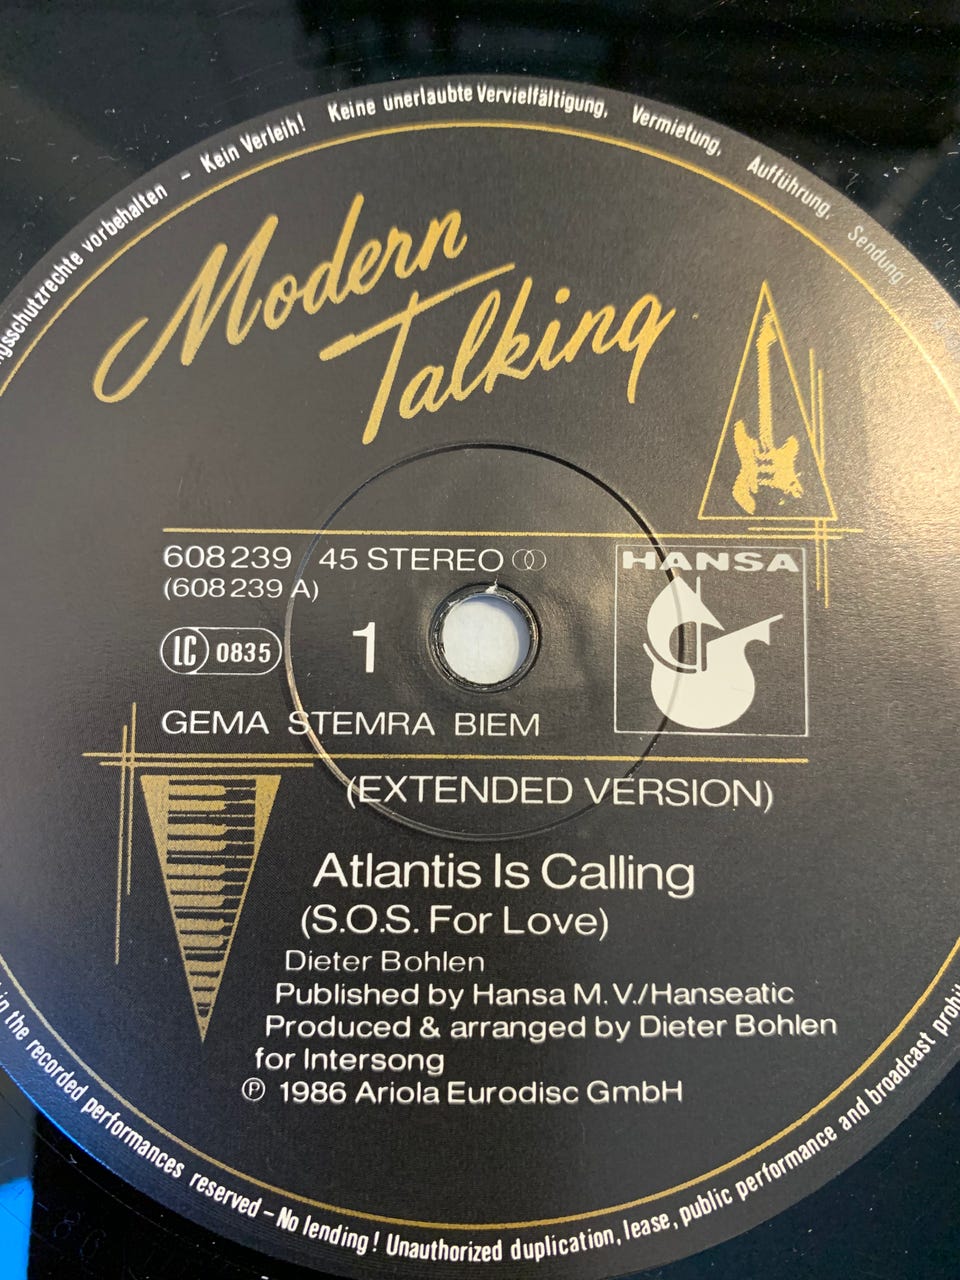 vorbehalten – Kein Verleih! Keine unerlaubte Vervielfältigung, Vermietung, Aufführung, Sendung
Modern
Talking
608 239 45 STEREO
(608 239 A)
HANSA
LC 0835
1
GEMA STEMRA BIEM
(EXTENDED VERSION)
Atlantis Is Calling
(S.O.S. For Love)
Dieter Bohlen
Published by Hansa M.V./Hanseatic
Produced & arranged by Dieter Bohlen
for Intersong
℗ 1986 Ariola Eurodisc GmbH
in the recorded performances reserved – No lending! Unauthorized duplication, lease, public performance and broadcast